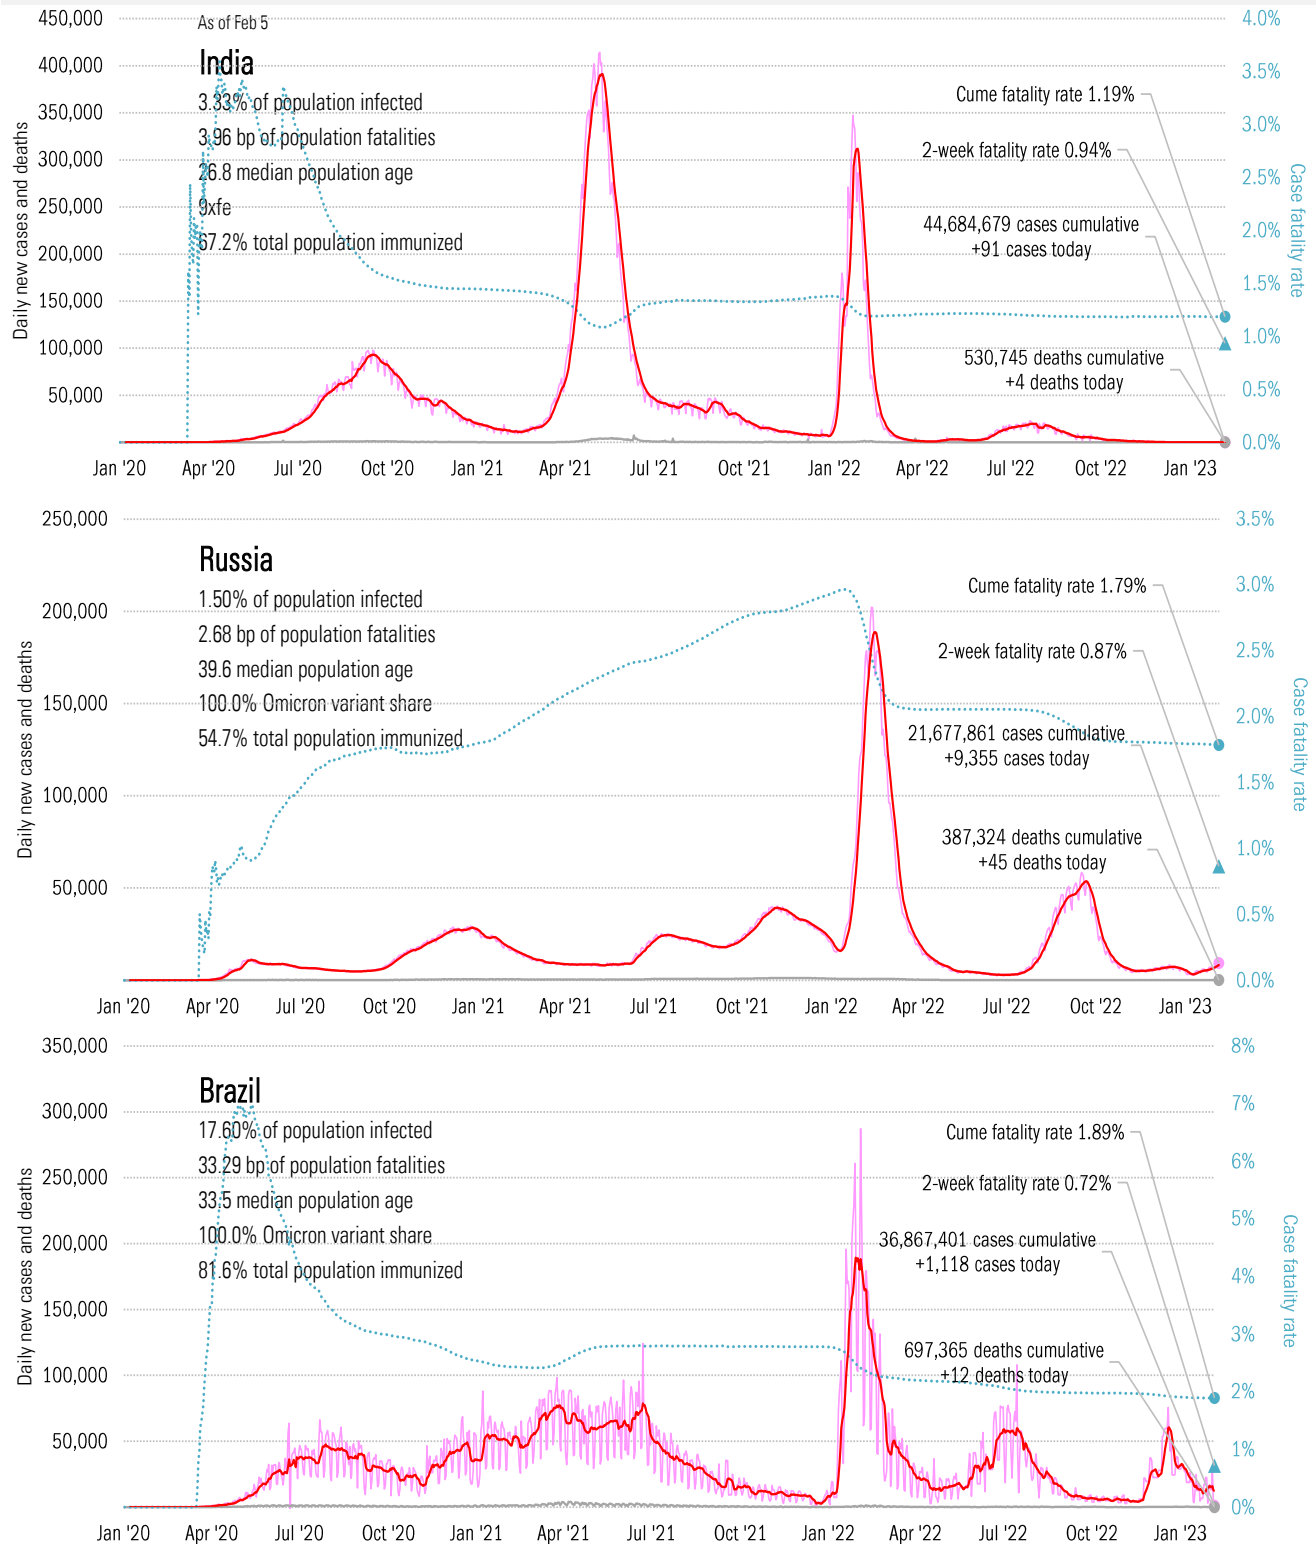 As of Feb 5
India
3.33% of population infected
3.96 bp of population fatalities
26.8 median population age
9xfe
67.2% total population immunized
Cume fatality rate 1.19%
2-week fatality rate 0.94%
44,684,679 cases cumulative
+91 cases today
530,745 deaths cumulative
+4 deaths today
Daily new cases and deaths
450,000
400,000
350,000
300,000
250,000
200,000
150,000
100,000
50,000
4.0%
3.5%
3.0%
2.5%
2.0%
1.5%
1.0%
0.5%
0.0%
Case fatality rate
Jan '20 Apr '20 Jul '20 Oct '20 Jan '21 Apr '21 Jul '21 Oct '21 Jan '22 Apr '22 Jul '22 Oct '22 Jan '23
Russia
1.50% of population infected
2.68 bp of population fatalities
39.6 median population age
100.0% Omicron variant share
54.7% total population immunized
Cume fatality rate 1.79%
2-week fatality rate 0.87%
21,677,861 cases cumulative
+9,355 cases today
387,324 deaths cumulative
+45 deaths today
Daily new cases and deaths
250,000
200,000
150,000
100,000
50,000
3.5%
3.0%
2.5%
2.0%
1.5%
1.0%
0.5%
0.0%
Case fatality rate
Jan '20 Apr '20 Jul '20 Oct '20 Jan '21 Apr '21 Jul '21 Oct '21 Jan '22 Apr '22 Jul '22 Oct '22 Jan '23
Brazil
17.60% of population infected
33.29 bp of population fatalities
33.5 median population age
100.0% Omicron variant share
81.6% total population immunized
Cume fatality rate 1.89%
2-week fatality rate 0.72%
36,867,401 cases cumulative
+1,118 cases today
697,365 deaths cumulative
+12 deaths today
Daily new cases and deaths
350,000
300,000
250,000
200,000
150,000
100,000
50,000
8%
7%
6%
5%
4%
3%
2%
1%
0%
Case fatality rate
Jan '20 Apr '20 Jul '20 Oct '20 Jan '21 Apr '21 Jul '21 Oct '21 Jan '22 Apr '22 Jul '22 Oct '22 Jan '23